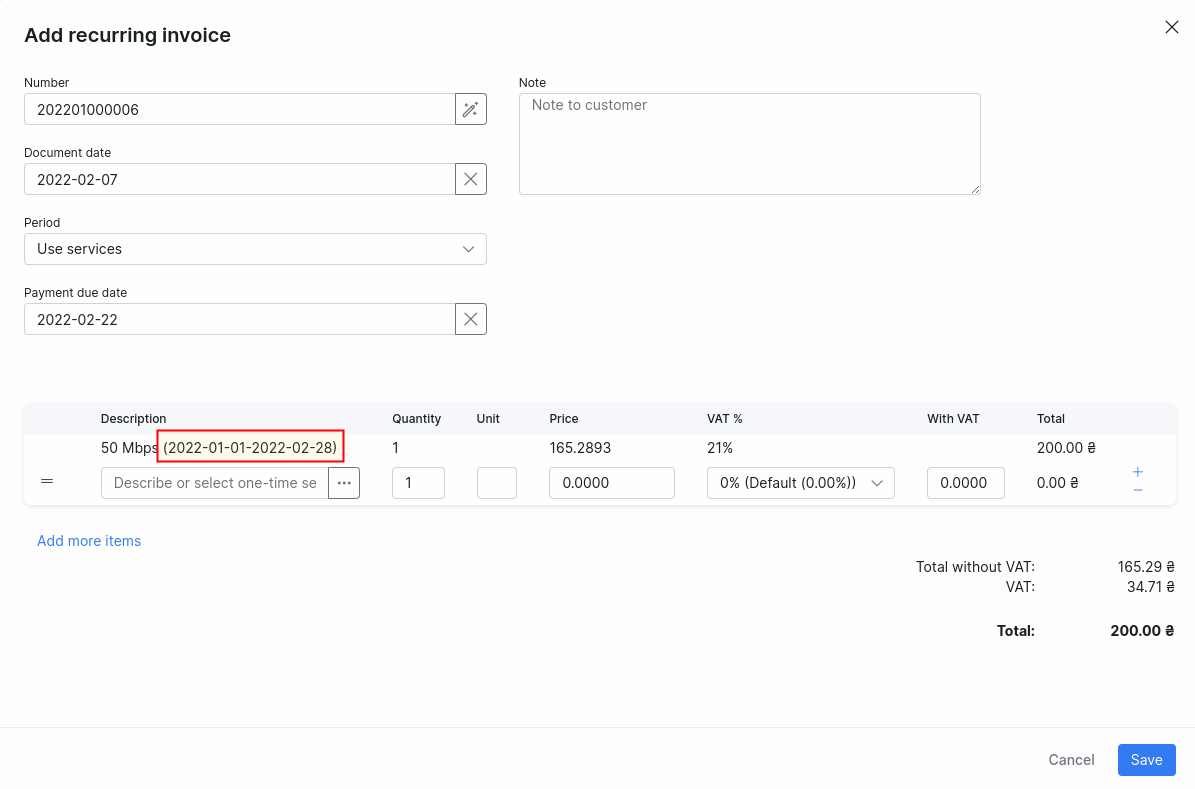 Add recurring invoice
Number
202201000006
Document date
2022-02-07
Period
Use services
Payment due date
2022-02-22
Note
Note to customer
Description Quantity Unit Price VAT % With VAT Total
50 Mbps (2022-01-01-2022-02-28) 1 165.2893 21% 200.00 ₴
Describe or select one-time se ··· 1 0.0000 0% (Default (0.00%)) 0.0000 0.00 ₴
Add more items
Total without VAT: 165.29 ₴
VAT: 34.71 ₴
Total: 200.00 ₴
Cancel Save